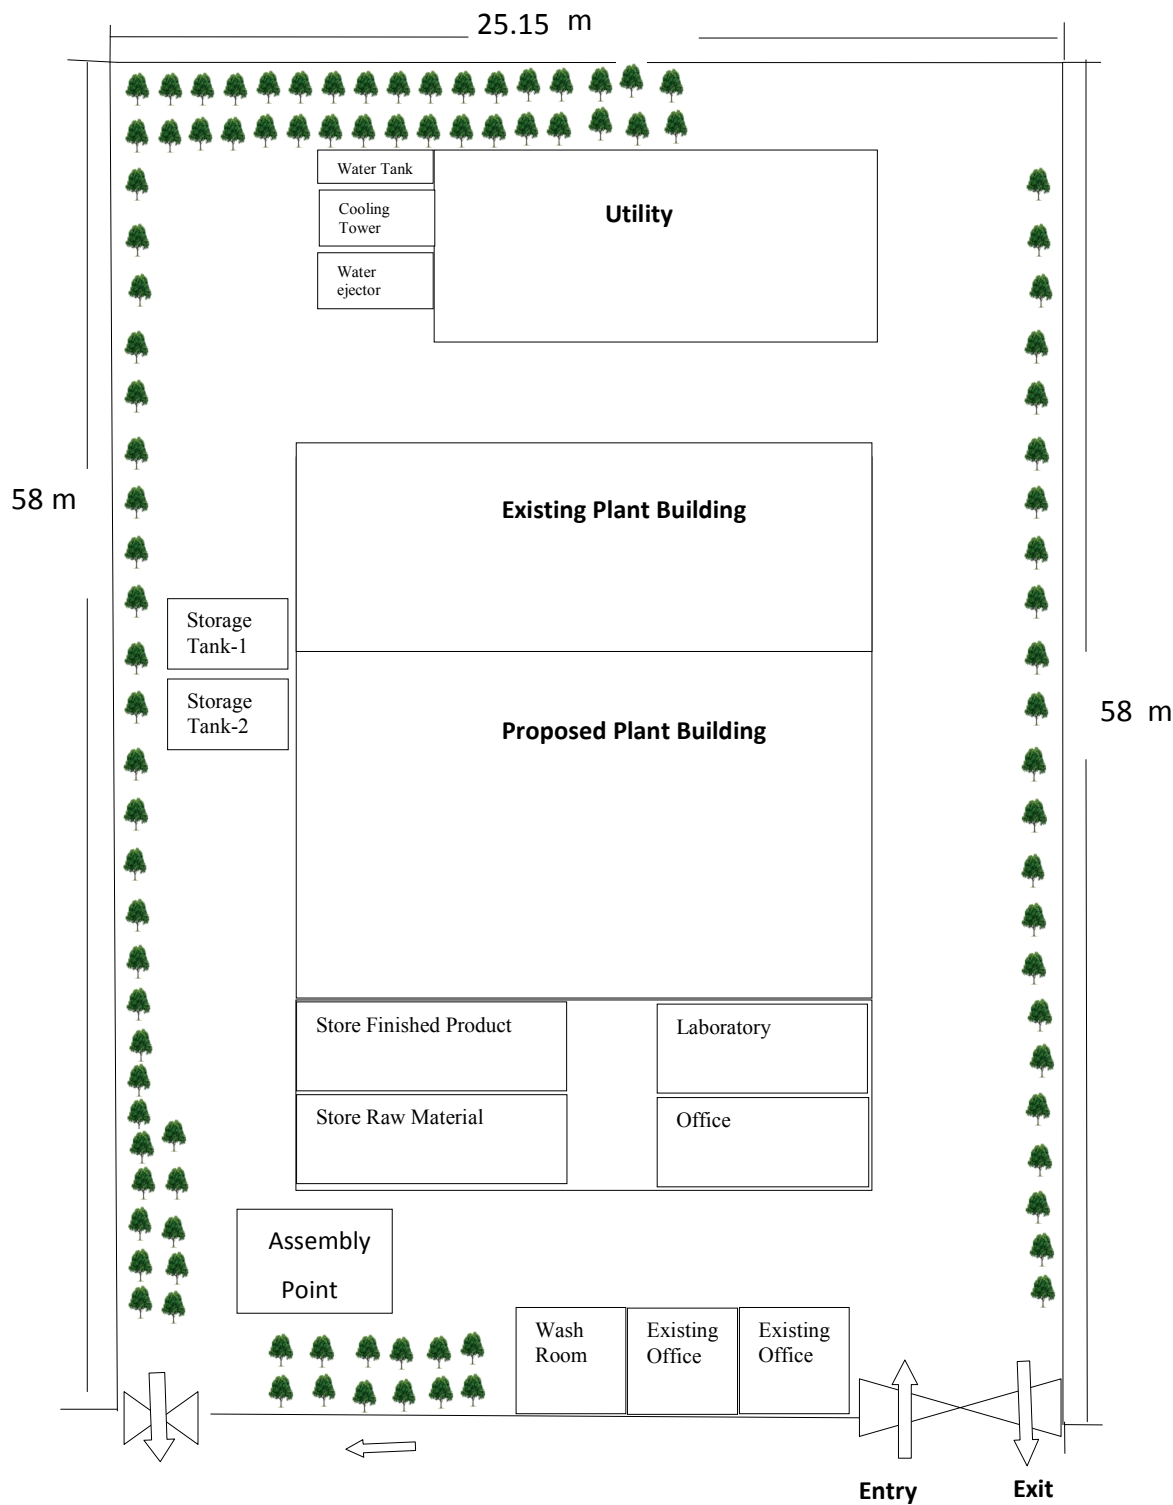 25.15 m
Water Tank
Cooling
Tower
Utility
Water
ejector
58 m
Existing Plant Building
Storage
Tank-1
Storage
Tank-2
58 m
Proposed Plant Building
Store Finished Product
Laboratory
Store Raw Material
Office
Assembly
Point
Wash
Room
Existing
Office
Existing
Office
Entry
Exit